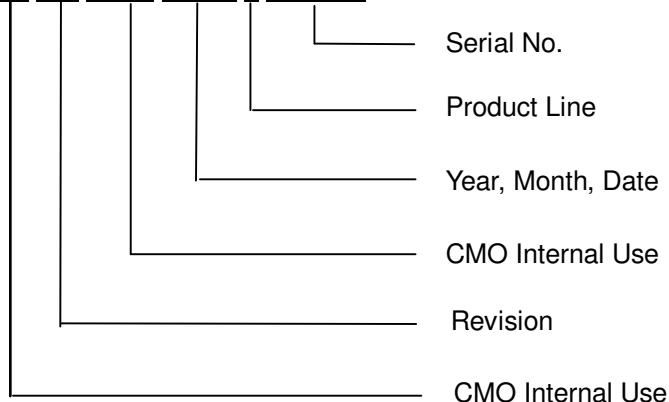 Serial No.
Product Line
Year, Month, Date
CMO Internal Use
Revision
CMO Internal Use